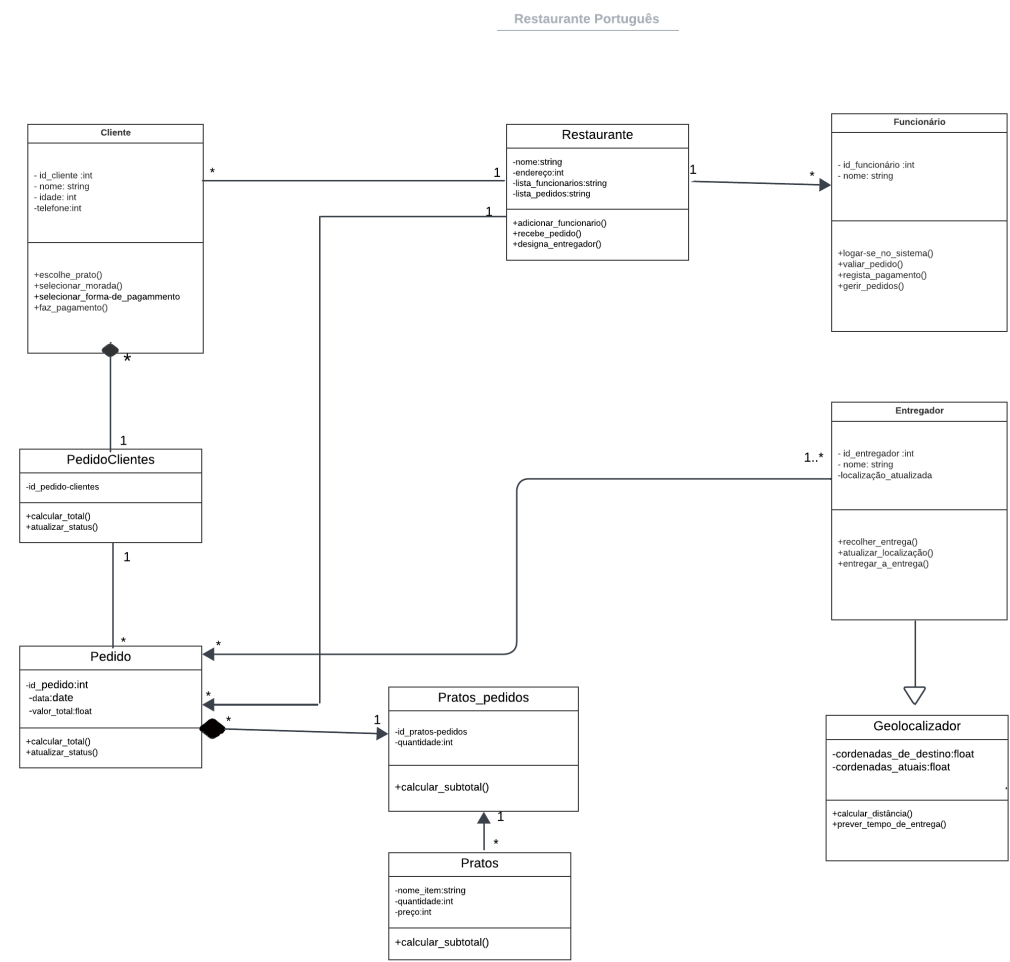 Restaurante Português
Cliente
- id_cliente :int
- nome: string
- idade: int
-telefone:int
+escolhe_prato()
+selecionar_morada()
+selecionar_forma-de_pagammento
+faz_pagamento()
*
1
Restaurante
-nome:string
-endereço:int
-lista_funcionarios:string
-lista_pedidos:string
+adicionar_funcionario()
+recebe_pedido()
+designa_entregador()
1
1
*
Funcionário
- id_funcionário :int
- nome: string
+logar-se_no_sistema()
+valiar_pedido()
+regista_pagamento()
+gerir_pedidos()
*
1
PedidoClientes
-id_pedido-clientes
+calcular_total()
+atualizar_status()
1
*
Entregador
- id_entregador :int
- nome: string
-localização_atualizada
+recolher_entrega()
+atualizar_localização()
+entregar_a_entrega()
1..*
*
Pedido
-id_pedido:int
-data:date
-valor_total:float
+calcular_total()
+atualizar_status()
*
*
1
Pratos_pedidos
-id_pratos-pedidos
-quantidade:int
+calcular_subtotal()
1
*
Pratos
-nome_item:string
-quantidade:int
-preço:int
+calcular_subtotal()
Geolocalizador
-cordenadas_de_destino:float
-cordenadas_atuais:float
+calcular_distância()
+prever_tempo_de_entrega()